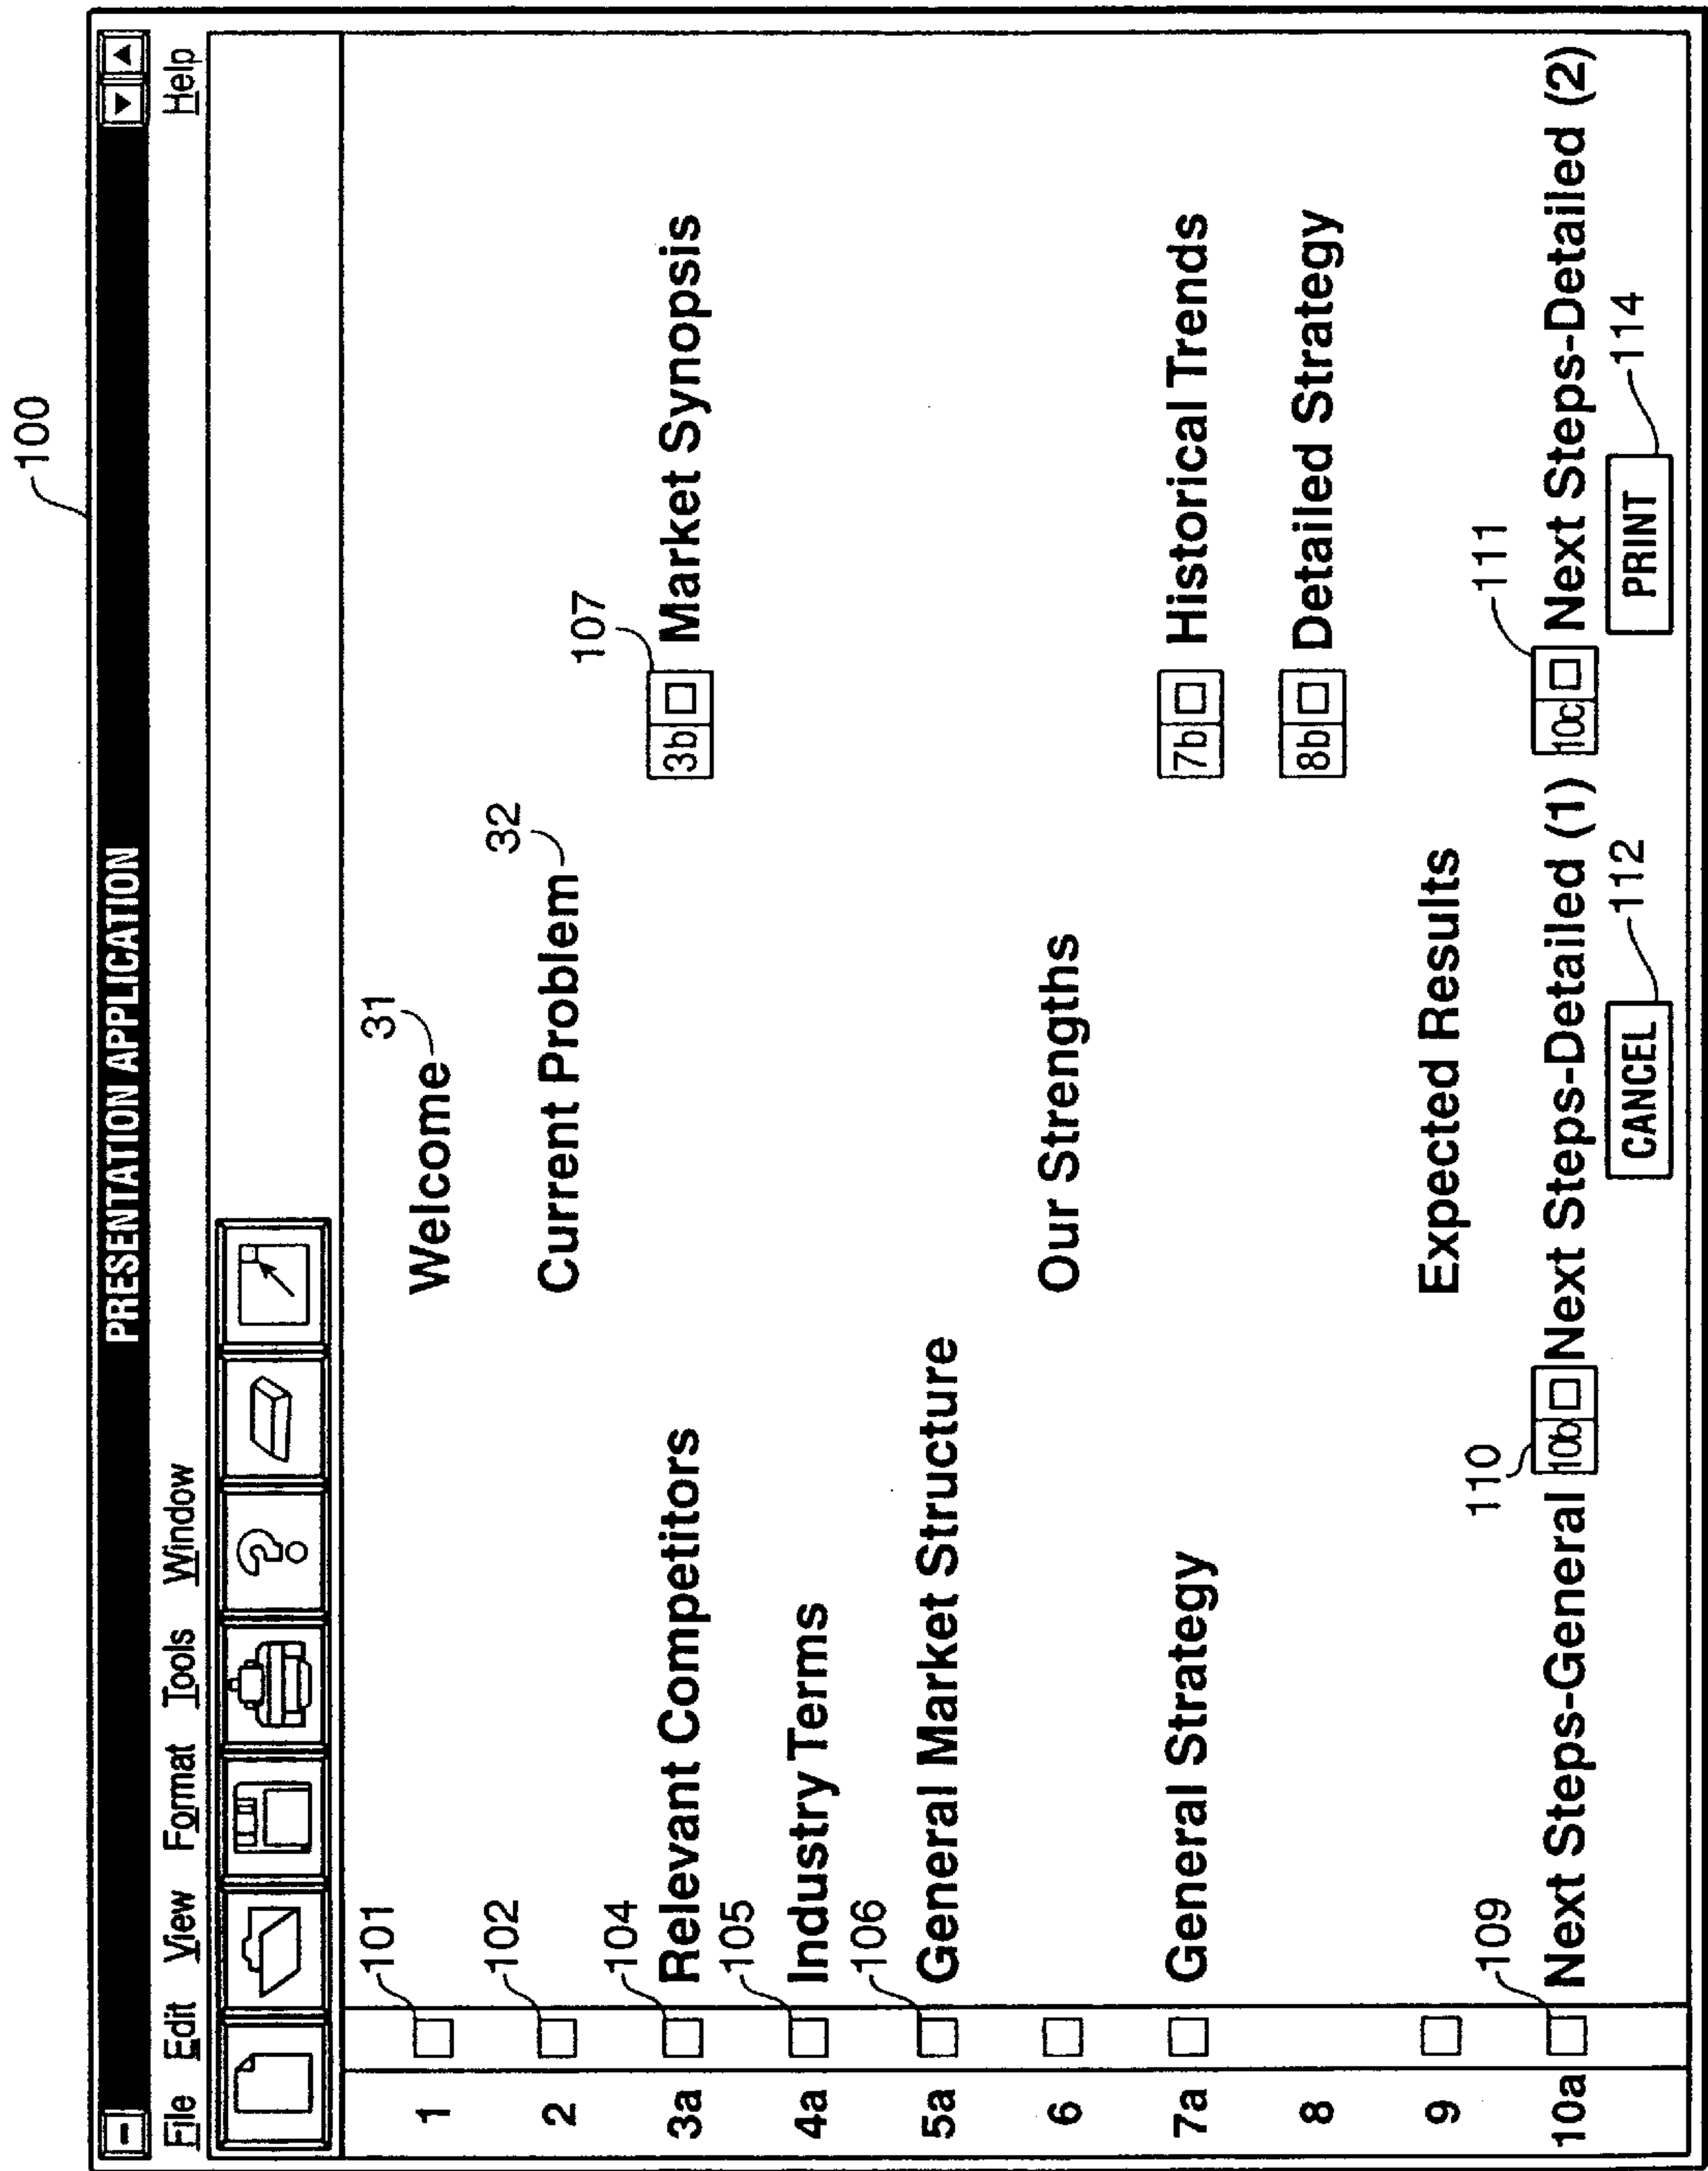 100
PRESENTATION APPLICATION
File Edit View Format Tools Window Help
101 31
1 Welcome
102 32
2 Current Problem
104 107
3a Relevant Competitors 3b Market Synopsis
105
4a Industry Terms
106
5a General Market Structure
6 Our Strengths
7a General Strategy 7b Historical Trends
8 8b Detailed Strategy
9 Expected Results
109 110 111
10a Next Steps-General 10b Next Steps-Detailed (1) 10c Next Steps-Detailed (2)
CANCEL 112 PRINT 114